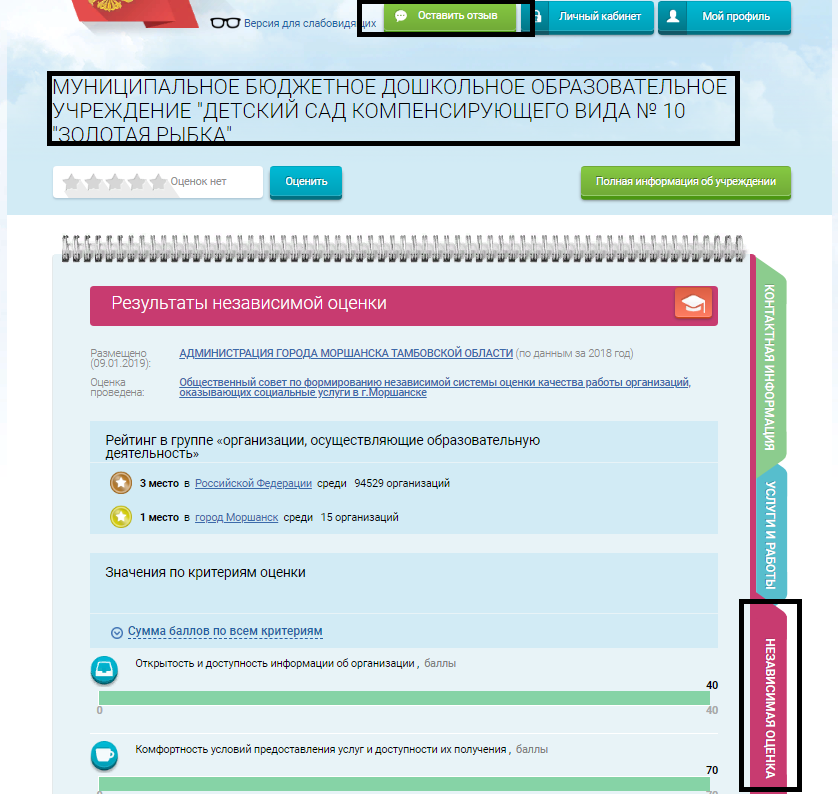 Версия для слабовидящих
Оставить отзыв
Личный кабинет
Мой профиль
МУНИЦИПАЛЬНОЕ БЮДЖЕТНОЕ ДОШКОЛЬНОЕ ОБРАЗОВАТЕЛЬНОЕ
УЧРЕЖДЕНИЕ "ДЕТСКИЙ САД КОМПЕНСИРУЮЩЕГО ВИДА № 10
"ЗОЛОТАЯ РЫБКА"
Оценок нет
Оценить
Полная информация об учреждении
Результаты независимой оценки
Размещено
(09.01.2019):
АДМИНИСТРАЦИЯ ГОРОДА МОРШАНСКА ТАМБОВСКОЙ ОБЛАСТИ (по данным за 2018 год)
Оценка
проведена:
Общественный совет по формированию независимой системы оценки качества работы организаций,
оказывающих социальные услуги в г.Моршанске
Рейтинг в группе «организации, осуществляющие образовательную
деятельность»
3 место в Российской Федерации среди 94529 организаций
1 место в город Моршанск среди 15 организаций
Значения по критериям оценки
Сумма баллов по всем критериям
Открытость и доступность информации об организации , баллы
40
0
40
Комфортность условий предоставления услуг и доступности их получения , баллы
70
КОНТАКТНАЯ ИНФОРМАЦИЯ
УСЛУГИ И РАБОТЫ
НЕЗАВИСИМАЯ ОЦЕНКА